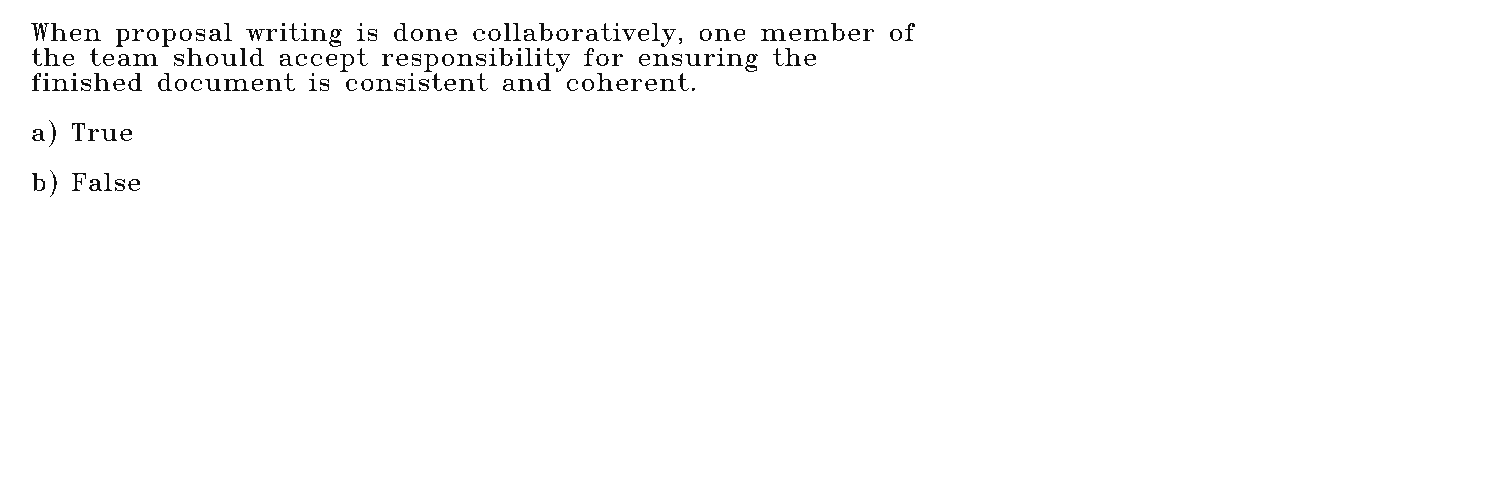 When proposal writing is done collaboratively, one member of
the team should accept responsibility for ensuring the
finished document is consistent and coherent.
a) True
b) False